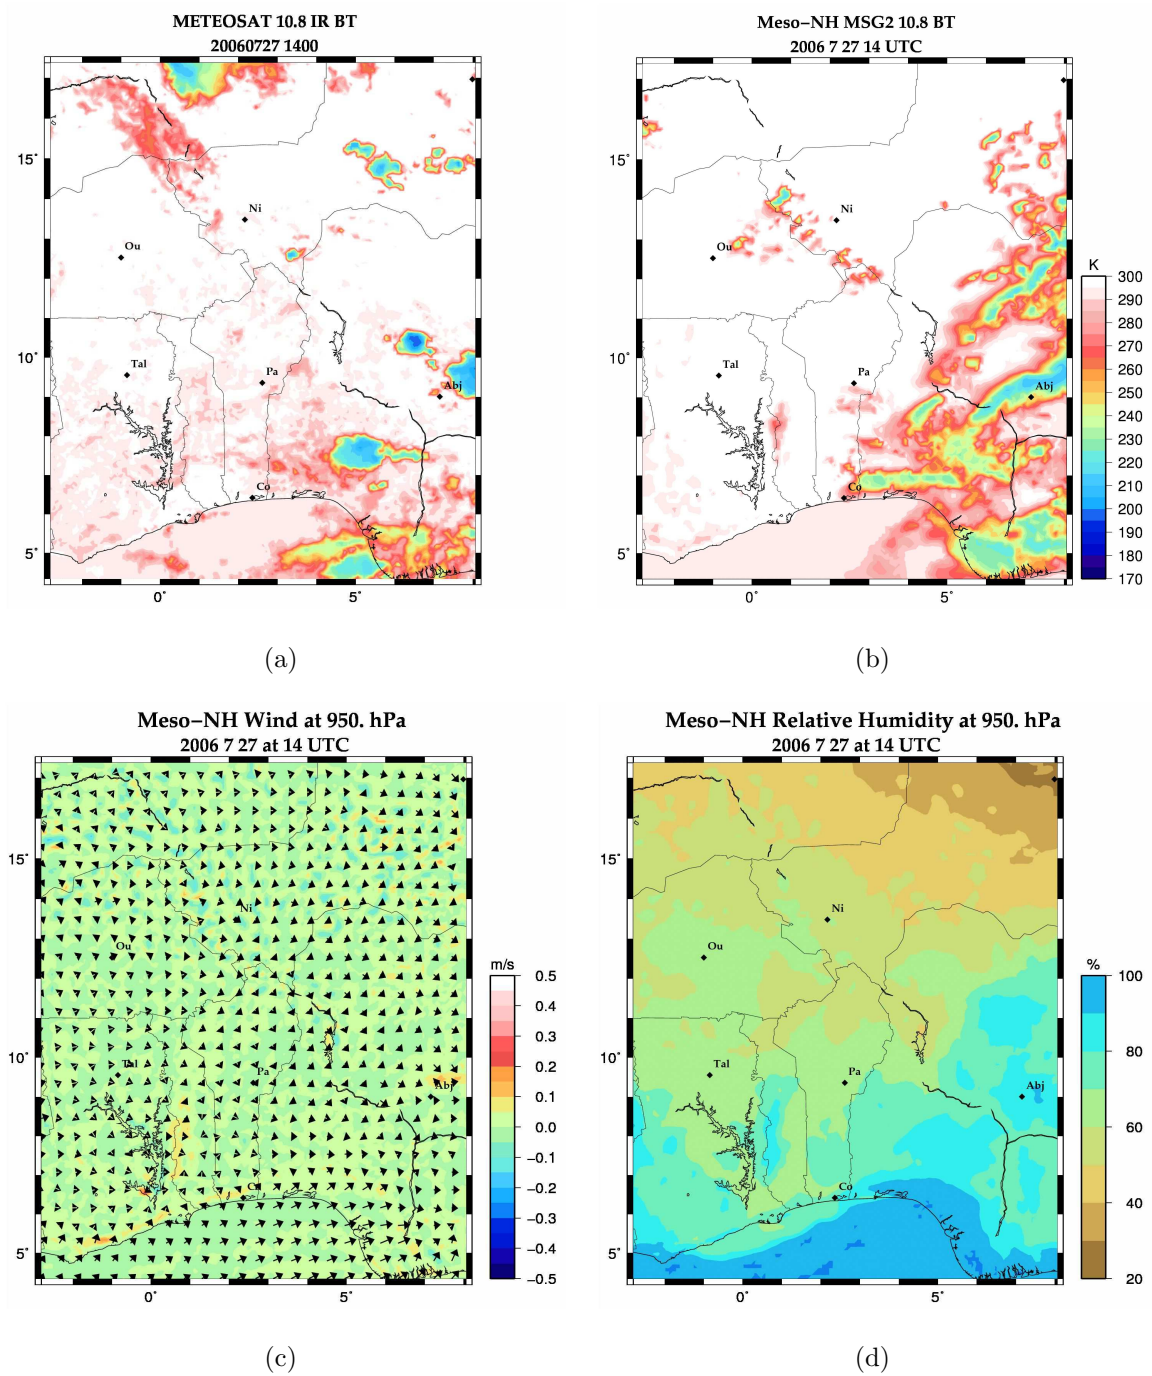 METEOSAT 10.8 IR BT
20060727 1400
15°
10°
5°
0°
5°
Ni
Ou
Tal
Pa
Abj
Co
(a)
Meso−NH MSG2 10.8 BT
2006 7 27 14 UTC
15°
10°
5°
0°
5°
Ni
Ou
Tal
Pa
Abj
Co
K
300
290
280
270
260
250
240
230
220
210
200
190
180
170
(b)
Meso−NH Wind at 950. hPa
2006 7 27 at 14 UTC
15°
10°
5°
0°
5°
Ni
Ou
Tal
Pa
Abj
m/s
0.5
0.4
0.3
0.2
0.1
0.0
−0.1
−0.2
−0.3
−0.4
−0.5
(c)
Meso−NH Relative Humidity at 950. hPa
2006 7 27 at 14 UTC
15°
10°
5°
0°
5°
Ni
Ou
Tal
Pa
Abj
Co
%
100
80
60
40
20
(d)